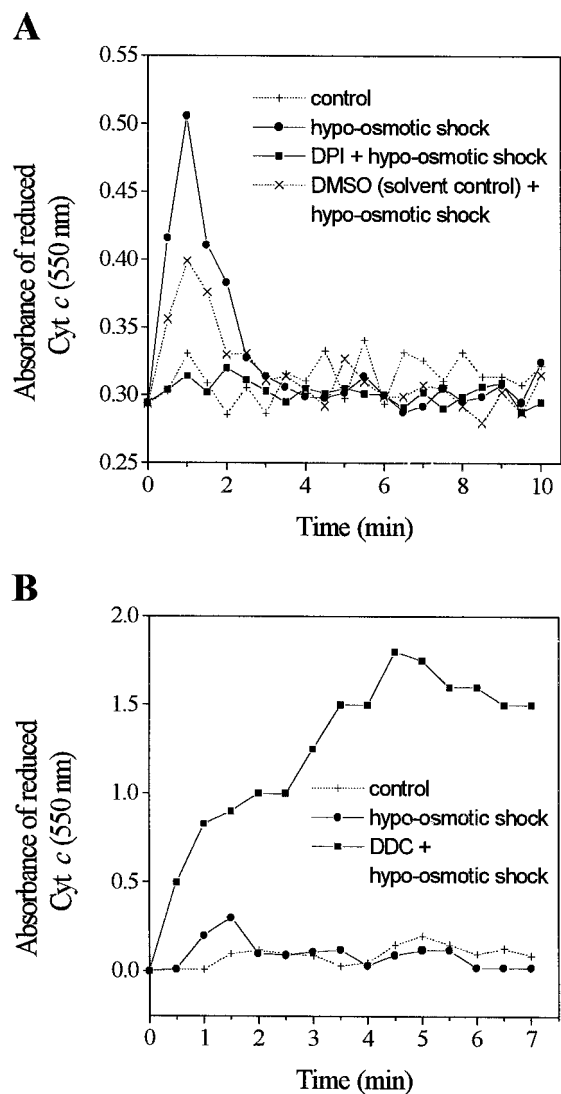 A
0.55
0.50
0.45
0.40
0.35
0.30
0.25
Absorbance of reduced
Cyt c (550 nm)
control
hypo-osmotic shock
DPI + hypo-osmotic shock
DMSO (solvent control) +
hypo-osmotic shock
0 2 4 6 8 10
Time (min)
B
2.0
1.5
1.0
0.5
0.0
Absorbance of reduced
Cyt c (550 nm)
control
hypo-osmotic shock
DDC +
hypo-osmotic shock
0 1 2 3 4 5 6 7
Time (min)